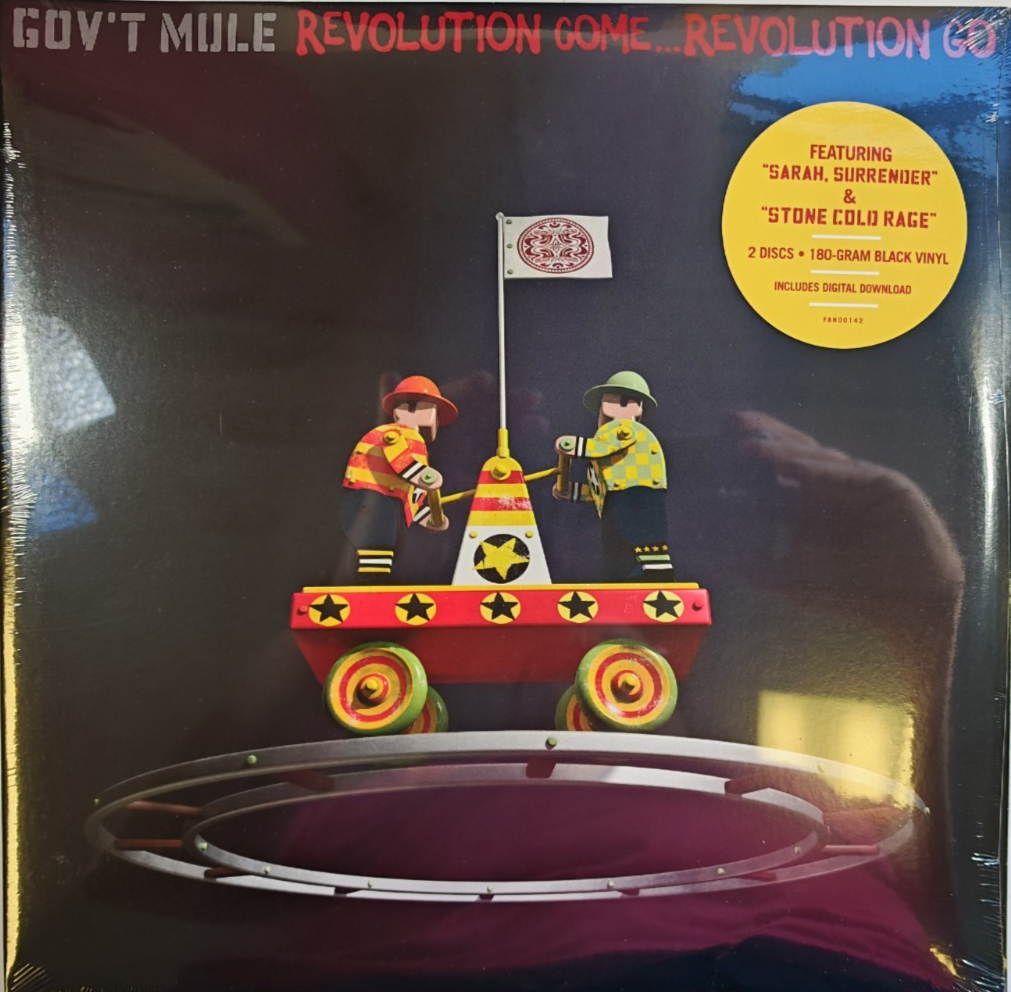 GOV'T MULE REVOLUTION COME...REVOLUTION GO
FEATURING
"SARAH, SURRENDER"
&
"STONE COLD RAGE"
2 DISCS • 180-GRAM BLACK VINYL
INCLUDES DIGITAL DOWNLOAD
FAN00142